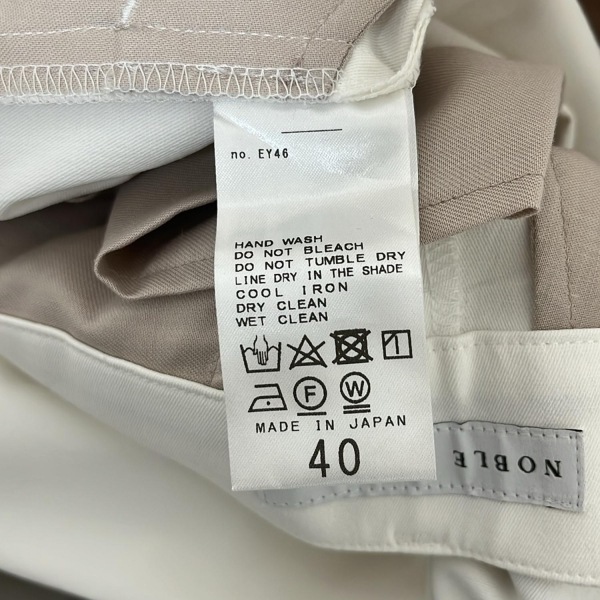 no. EY46
HAND WASH
DO NOT BLEACH
DO NOT TUMBLE DRY
LINE DRY IN THE SHADE
COOL IRON
DRY CLEAN
WET CLEAN
F
W
MADE IN JAPAN
40
NOBLE